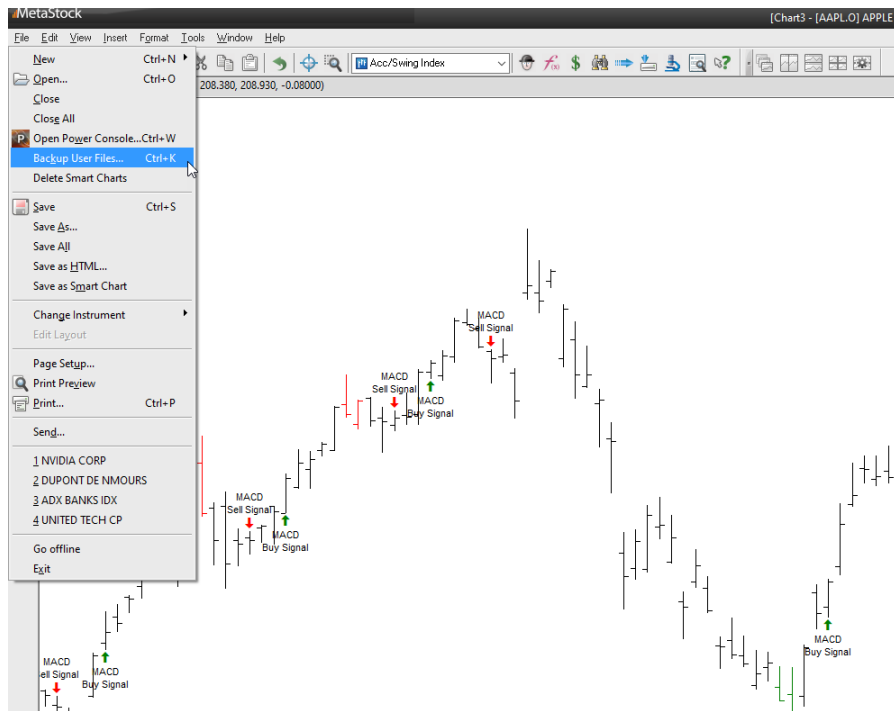 MetaStock
[Chart3 - [AAPL.O] APPLE
File Edit View Insert Format Tools Window Help
New Ctrl+N
Open... Ctrl+O
Close
Close All
Open Power Console...Ctrl+W
Backup User Files... Ctrl+K
Delete Smart Charts
Save Ctrl+S
Save As...
Save All
Save as HTML...
Save as Smart Chart
Change Instrument
Edit Layout
Page Setup...
Print Preview
Print... Ctrl+P
Send...
1 NVIDIA CORP
2 DUPONT DE NMOURS
3 ADX BANKS IDX
4 UNITED TECH CP
Go offline
Exit
Acc/Swing Index
208.380, 208.930, -0.08000)
MACD
Sell Signal
MACD
Sell Signal
MACD
Buy Signal
MACD
Sell Signal
MACD
Buy Signal
MACD
Buy Signal
MACD
ell Signal
MACD
Buy Signal